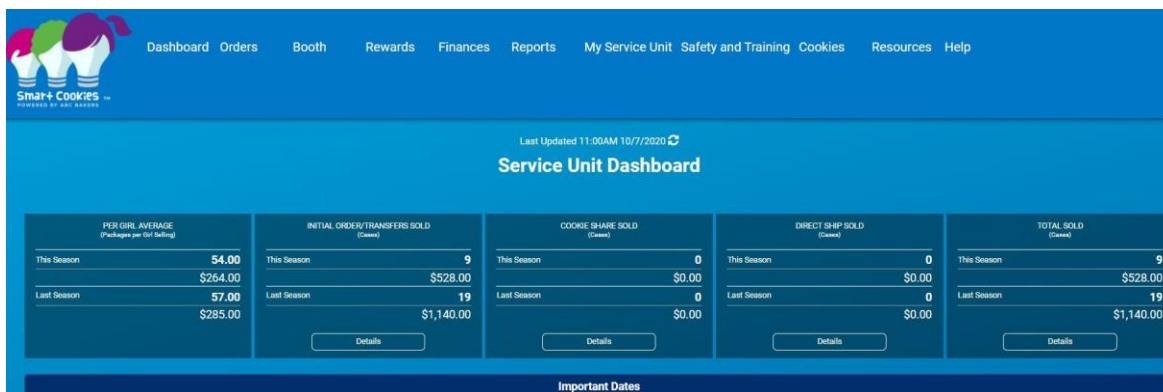 Dashboard Orders Booth Rewards Finances Reports My Service Unit Safety and Training Cookies Resources Help
Smart Cookies ™
POWERED BY ABC BAKERS
Last Updated 11:00AM 10/7/2020
Service Unit Dashboard
PER GIRL AVERAGE
(Packages per Girl Selling)
This Season 54.00
$264.00
Last Season 57.00
$285.00
INITIAL ORDER/TRANSFERS SOLD
(Cases)
This Season 9
$528.00
Last Season 19
$1,140.00
Details
COOKIE SHARE SOLD
(Cases)
This Season 0
$0.00
Last Season 0
$0.00
Details
DIRECT SHIP SOLD
(Cases)
This Season 0
$0.00
Last Season 0
$0.00
Details
TOTAL SOLD
(Cases)
This Season 9
$528.00
Last Season 19
$1,140.00
Details
Important Dates